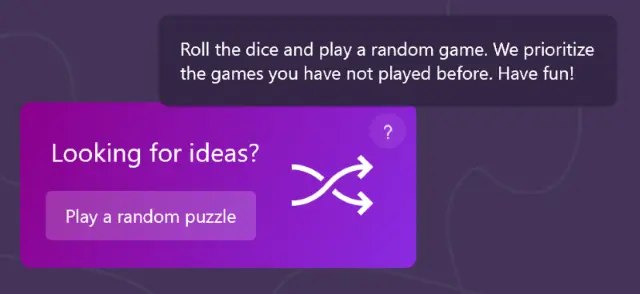 Roll the dice and play a random game. We prioritize
the games you have not played before. Have fun!
?
Looking for ideas?
Play a random puzzle